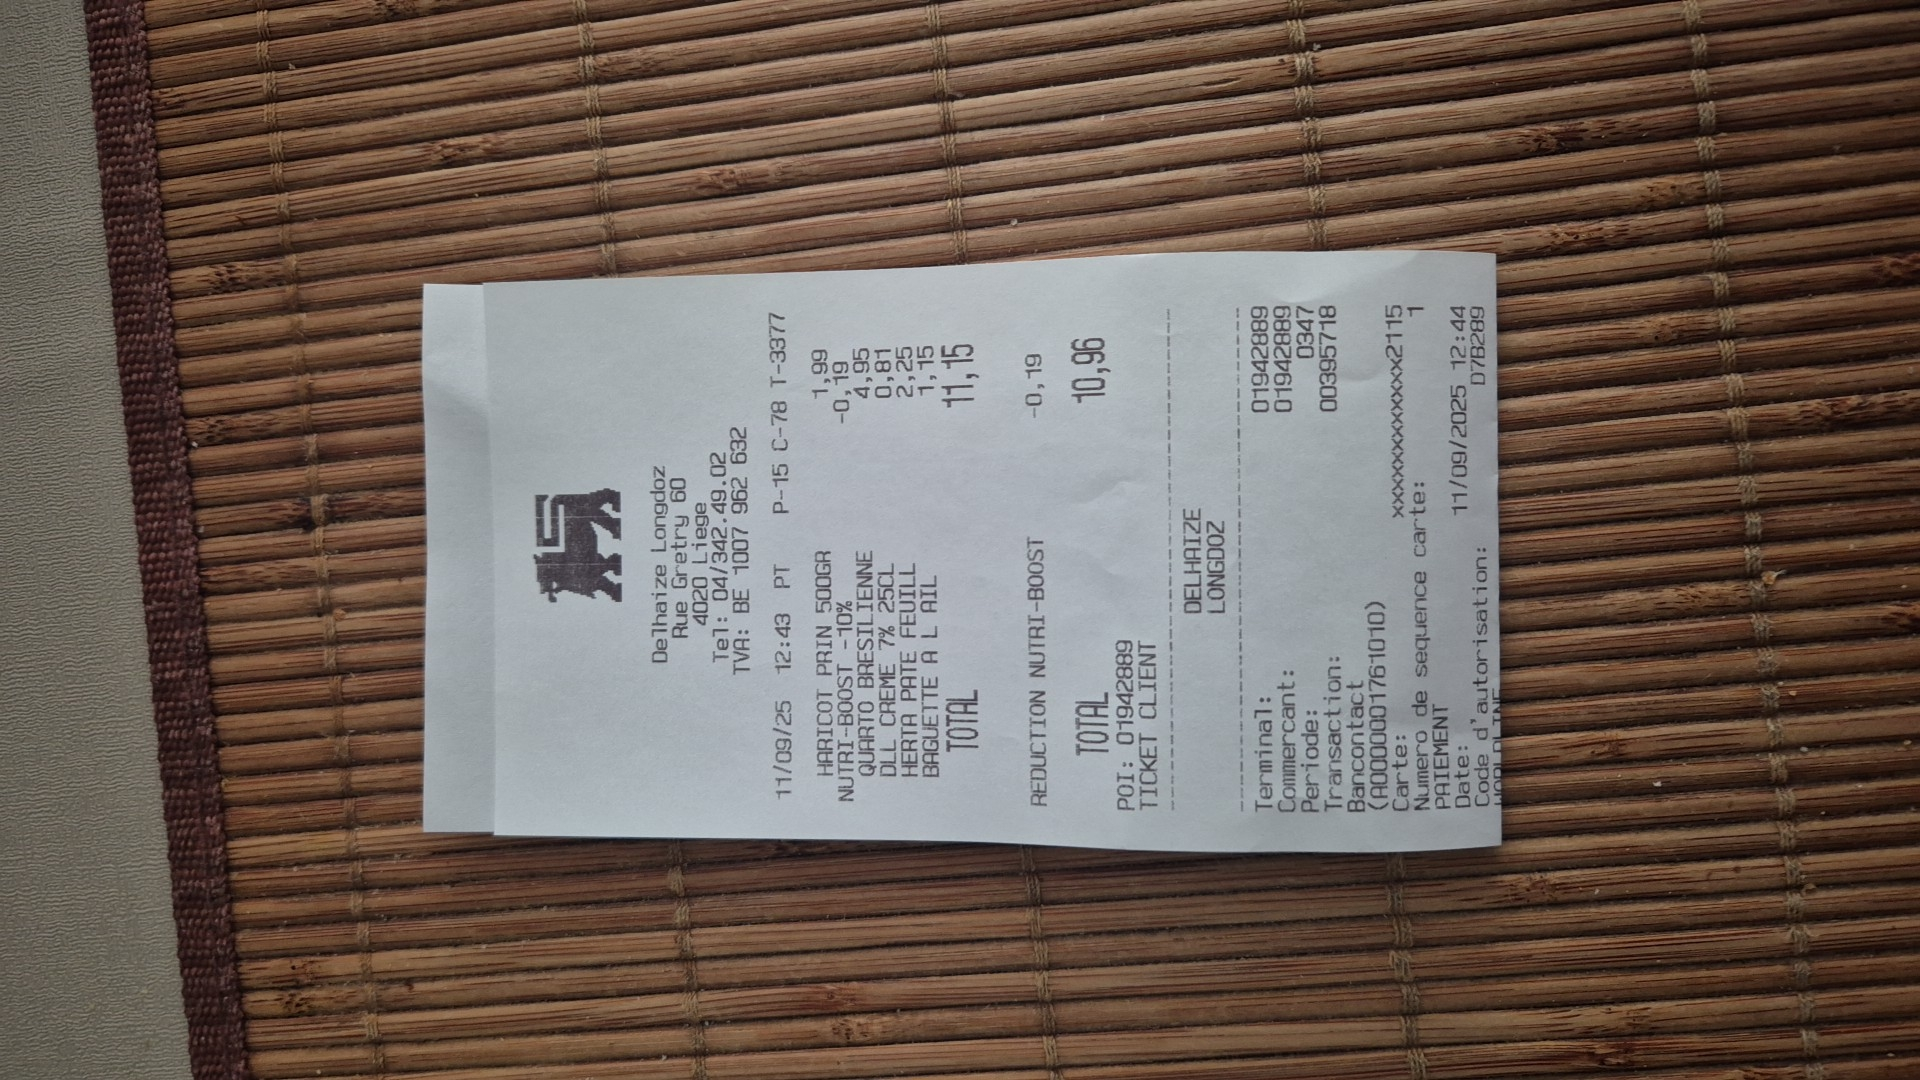 Delhaize Longdoz
Rue Gretry 60
4020 Liege
Tel: 04/342.49.02
TVA: BE 1007 962 632
11/09/25 12:43 PT P-15 C-78 T-3377
HARICOT PRIN 500GR 1,99
NUTRI-BOOST -10% -0,19
QUARTO BRESILIENNE 4,95
DLL CREME 7% 25CL 0,81
HERTA PATE FEUILL 2,25
BAGUETTE A L AIL 1,15
TOTAL 11,15
REDUCTION NUTRI-BOOST -0,19
TOTAL 10,96
POI: 01942889
TICKET CLIENT
DELHAIZE
LONGDOZ
Terminal: 01942889
Commercant: 01942889
Periode: 0347
Transaction: 00395718
Bancontact
(A0000001761010)
Carte: xxxxxxxxxxxxx2115
Numero de sequence carte: 1
PAIEMENT
Date: 11/09/2025 12:44
Code d'autorisation: D7B289